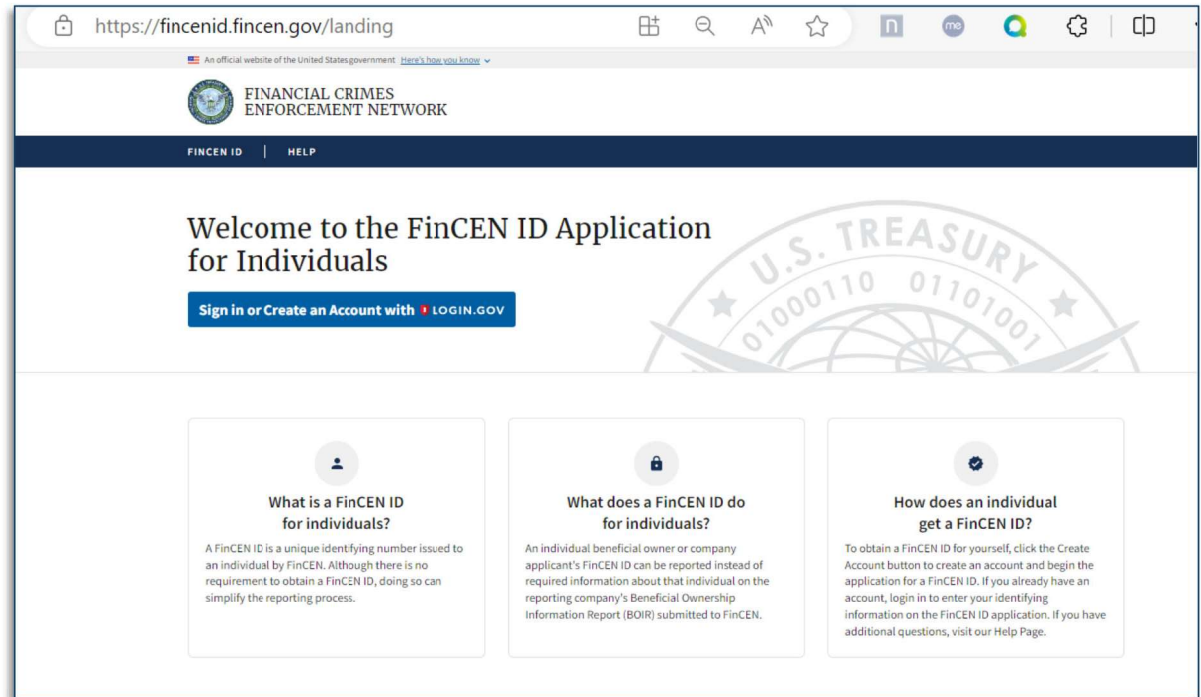 https://fincenid.fincen.gov/landing
An official website of the United Statesgovernment Here's how you know
FINANCIAL CRIMES
ENFORCEMENT NETWORK
FINCEN ID | HELP
Welcome to the FinCEN ID Application
for Individuals
Sign in or Create an Account with LOGIN.GOV
U.S. TREASURY
01000110 01101001
What is a FinCEN ID
for individuals?
A FinCEN ID is a unique identifying number issued to
an individual by FinCEN. Although there is no
requirement to obtain a FinCEN ID, doing so can
simplify the reporting process.
What does a FinCEN ID do
for individuals?
An individual beneficial owner or company
applicant's FinCEN ID can be reported instead of
required information about that individual on the
reporting company's Beneficial Ownership
Information Report (BOIR) submitted to FinCEN.
How does an individual
get a FinCEN ID?
To obtain a FinCEN ID for yourself, click the Create
Account button to create an account and begin the
application for a FinCEN ID. If you already have an
account, login in to enter your identifying
information on the FinCEN ID application. If you have
additional questions, visit our Help Page.